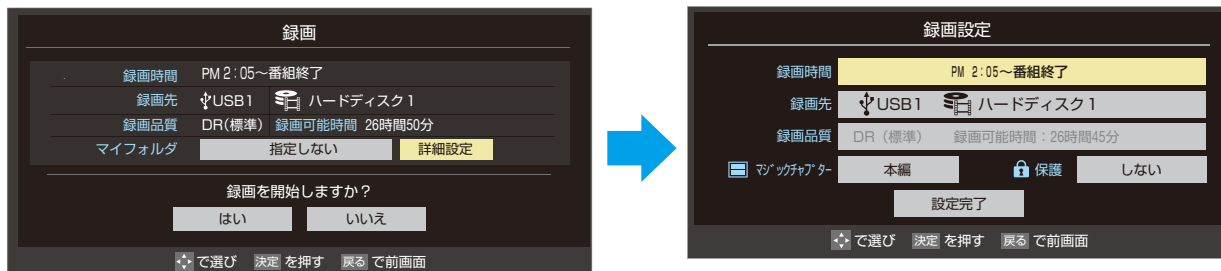 録画
録画時間 PM 2:05〜番組終了
録画先 USB1 ハードディスク1
録画品質 DR(標準) 録画可能時間 26時間50分
マイフォルダ 指定しない 詳細設定
録画を開始しますか？
はい いいえ
で選び 決定 を押す 戻る で前画面
録画設定
録画時間 PM 2:05〜番組終了
録画先 USB1 ハードディスク1
録画品質 DR（標準） 録画可能時間：26時間45分
ﾏｼﾞｯｸﾁｬﾌﾟﾀｰ 本編 保護 しない
設定完了
で選び 決定 を押す 戻る で前画面